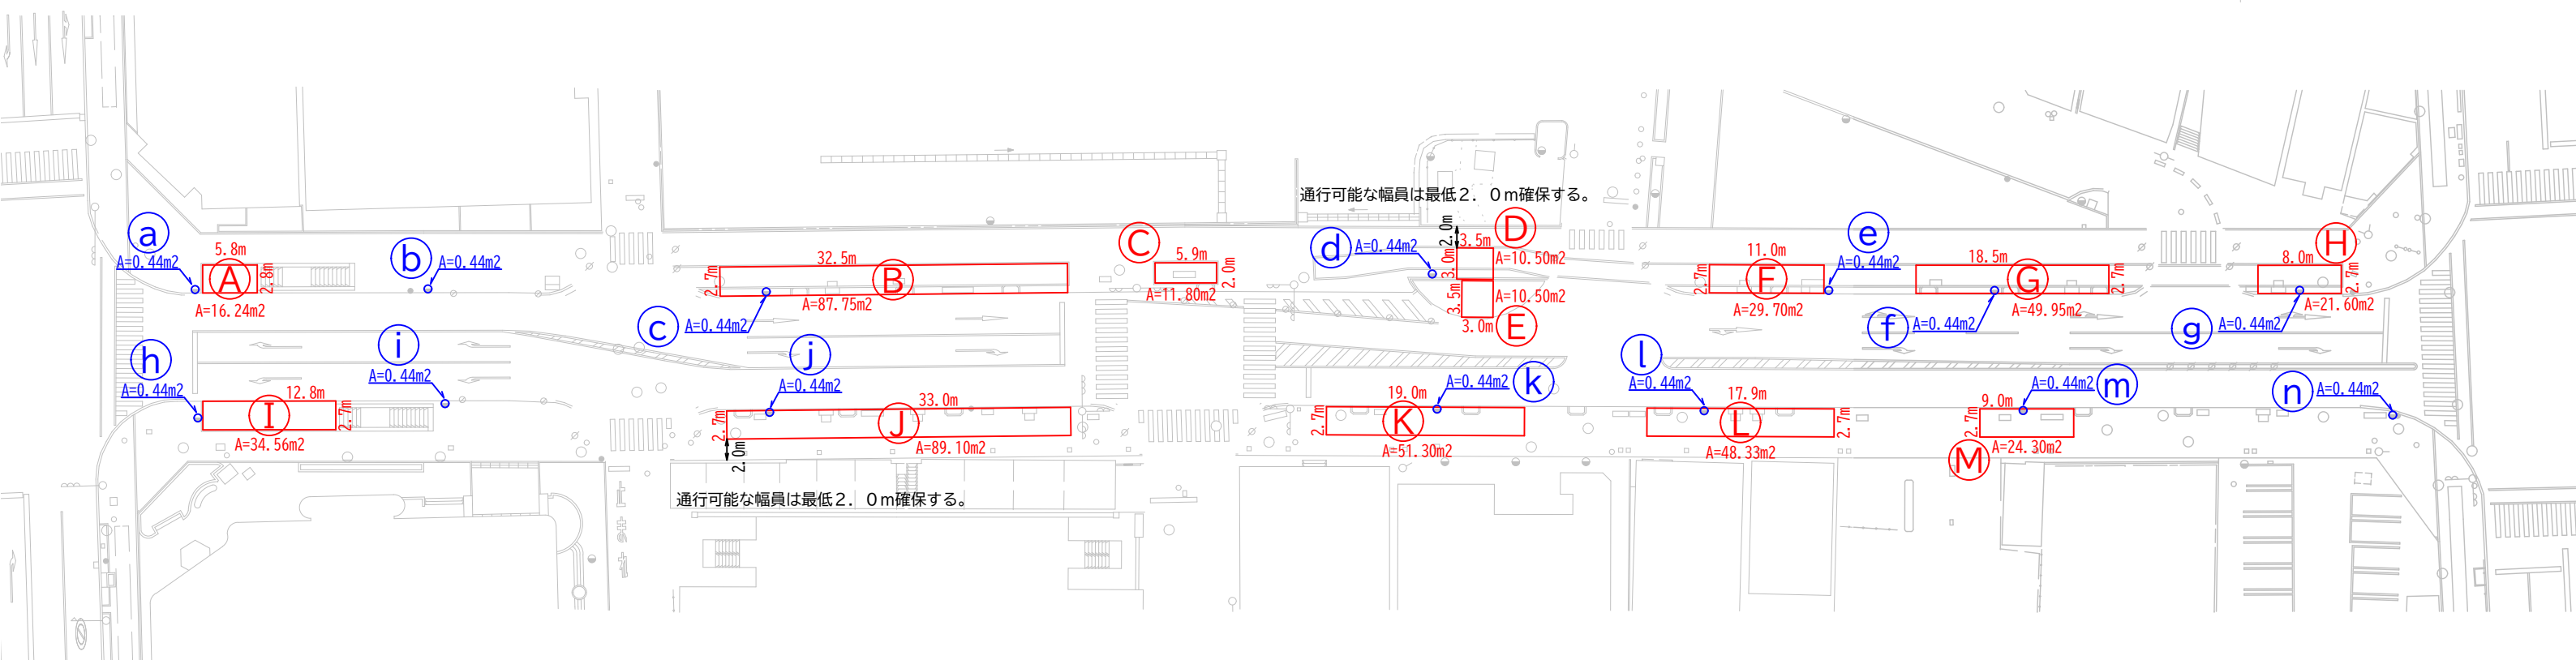 通行可能な幅員は最低２．０ｍ確保する。
a
A=0.44m2
5.8m
A
2.8m
A=16.24m2
b
A=0.44m2
32.5m
2.7m
B
A=87.75m2
c
A=0.44m2
C
5.9m
2.0m
A=11.80m2
d
A=0.44m2
2.0m
D
3.5m
3.0m
A=10.50m2
3.5m
A=10.50m2
3.0m
E
11.0m
2.7m
F
A=29.70m2
e
A=0.44m2
18.5m
G
2.7m
A=49.95m2
f
A=0.44m2
H
8.0m
2.7m
A=21.60m2
g
A=0.44m2
h
A=0.44m2
12.8m
I
2.7m
A=34.56m2
i
A=0.44m2
j
A=0.44m2
33.0m
2.7m
J
A=89.10m2
2.0m
通行可能な幅員は最低２．０ｍ確保する。
19.0m
2.7m
K
A=51.30m2
k
A=0.44m2
l
A=0.44m2
17.9m
L
2.7m
A=48.33m2
9.0m
2.7m
M
A=24.30m2
m
A=0.44m2
n
A=0.44m2